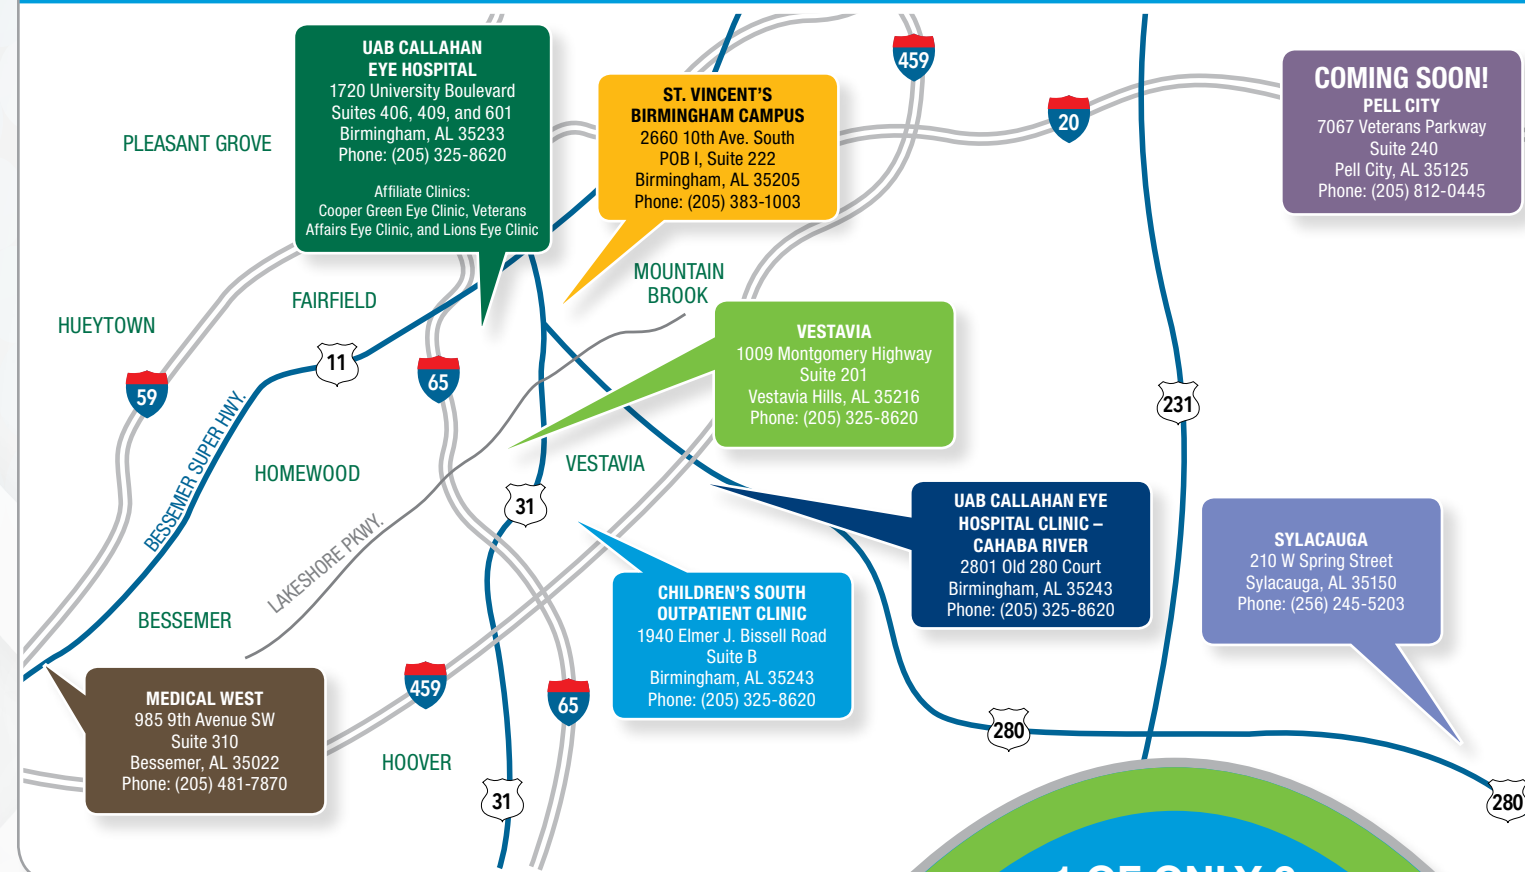 UAB CALLAHAN
EYE HOSPITAL
1720 University Boulevard
Suites 406, 409, and 601
Birmingham, AL 35233
Phone: (205) 325-8620
Affiliate Clinics:
Cooper Green Eye Clinic, Veterans
Affairs Eye Clinic, and Lions Eye Clinic
ST. VINCENT'S
BIRMINGHAM CAMPUS
2660 10th Ave. South
POB I, Suite 222
Birmingham, AL 35205
Phone: (205) 383-1003
459
20
COMING SOON!
PELL CITY
7067 Veterans Parkway
Suite 240
Pell City, AL 35125
Phone: (205) 812-0445
PLEASANT GROVE
MOUNTAIN
BROOK
FAIRFIELD
HUEYTOWN
11
65
59
VESTAVIA
1009 Montgomery Highway
Suite 201
Vestavia Hills, AL 35216
Phone: (205) 325-8620
231
BESSEMER SUPER HWY.
HOMEWOOD
VESTAVIA
31
LAKESHORE PKWY.
UAB CALLAHAN EYE
HOSPITAL CLINIC –
CAHABA RIVER
2801 Old 280 Court
Birmingham, AL 35243
Phone: (205) 325-8620
SYLACAUGA
210 W Spring Street
Sylacauga, AL 35150
Phone: (256) 245-5203
CHILDREN'S SOUTH
OUTPATIENT CLINIC
1940 Elmer J. Bissell Road
Suite B
Birmingham, AL 35243
Phone: (205) 325-8620
BESSEMER
MEDICAL WEST
985 9th Avenue SW
Suite 310
Bessemer, AL 35022
Phone: (205) 481-7870
459
65
280
HOOVER
31
280
1 OF ONLY